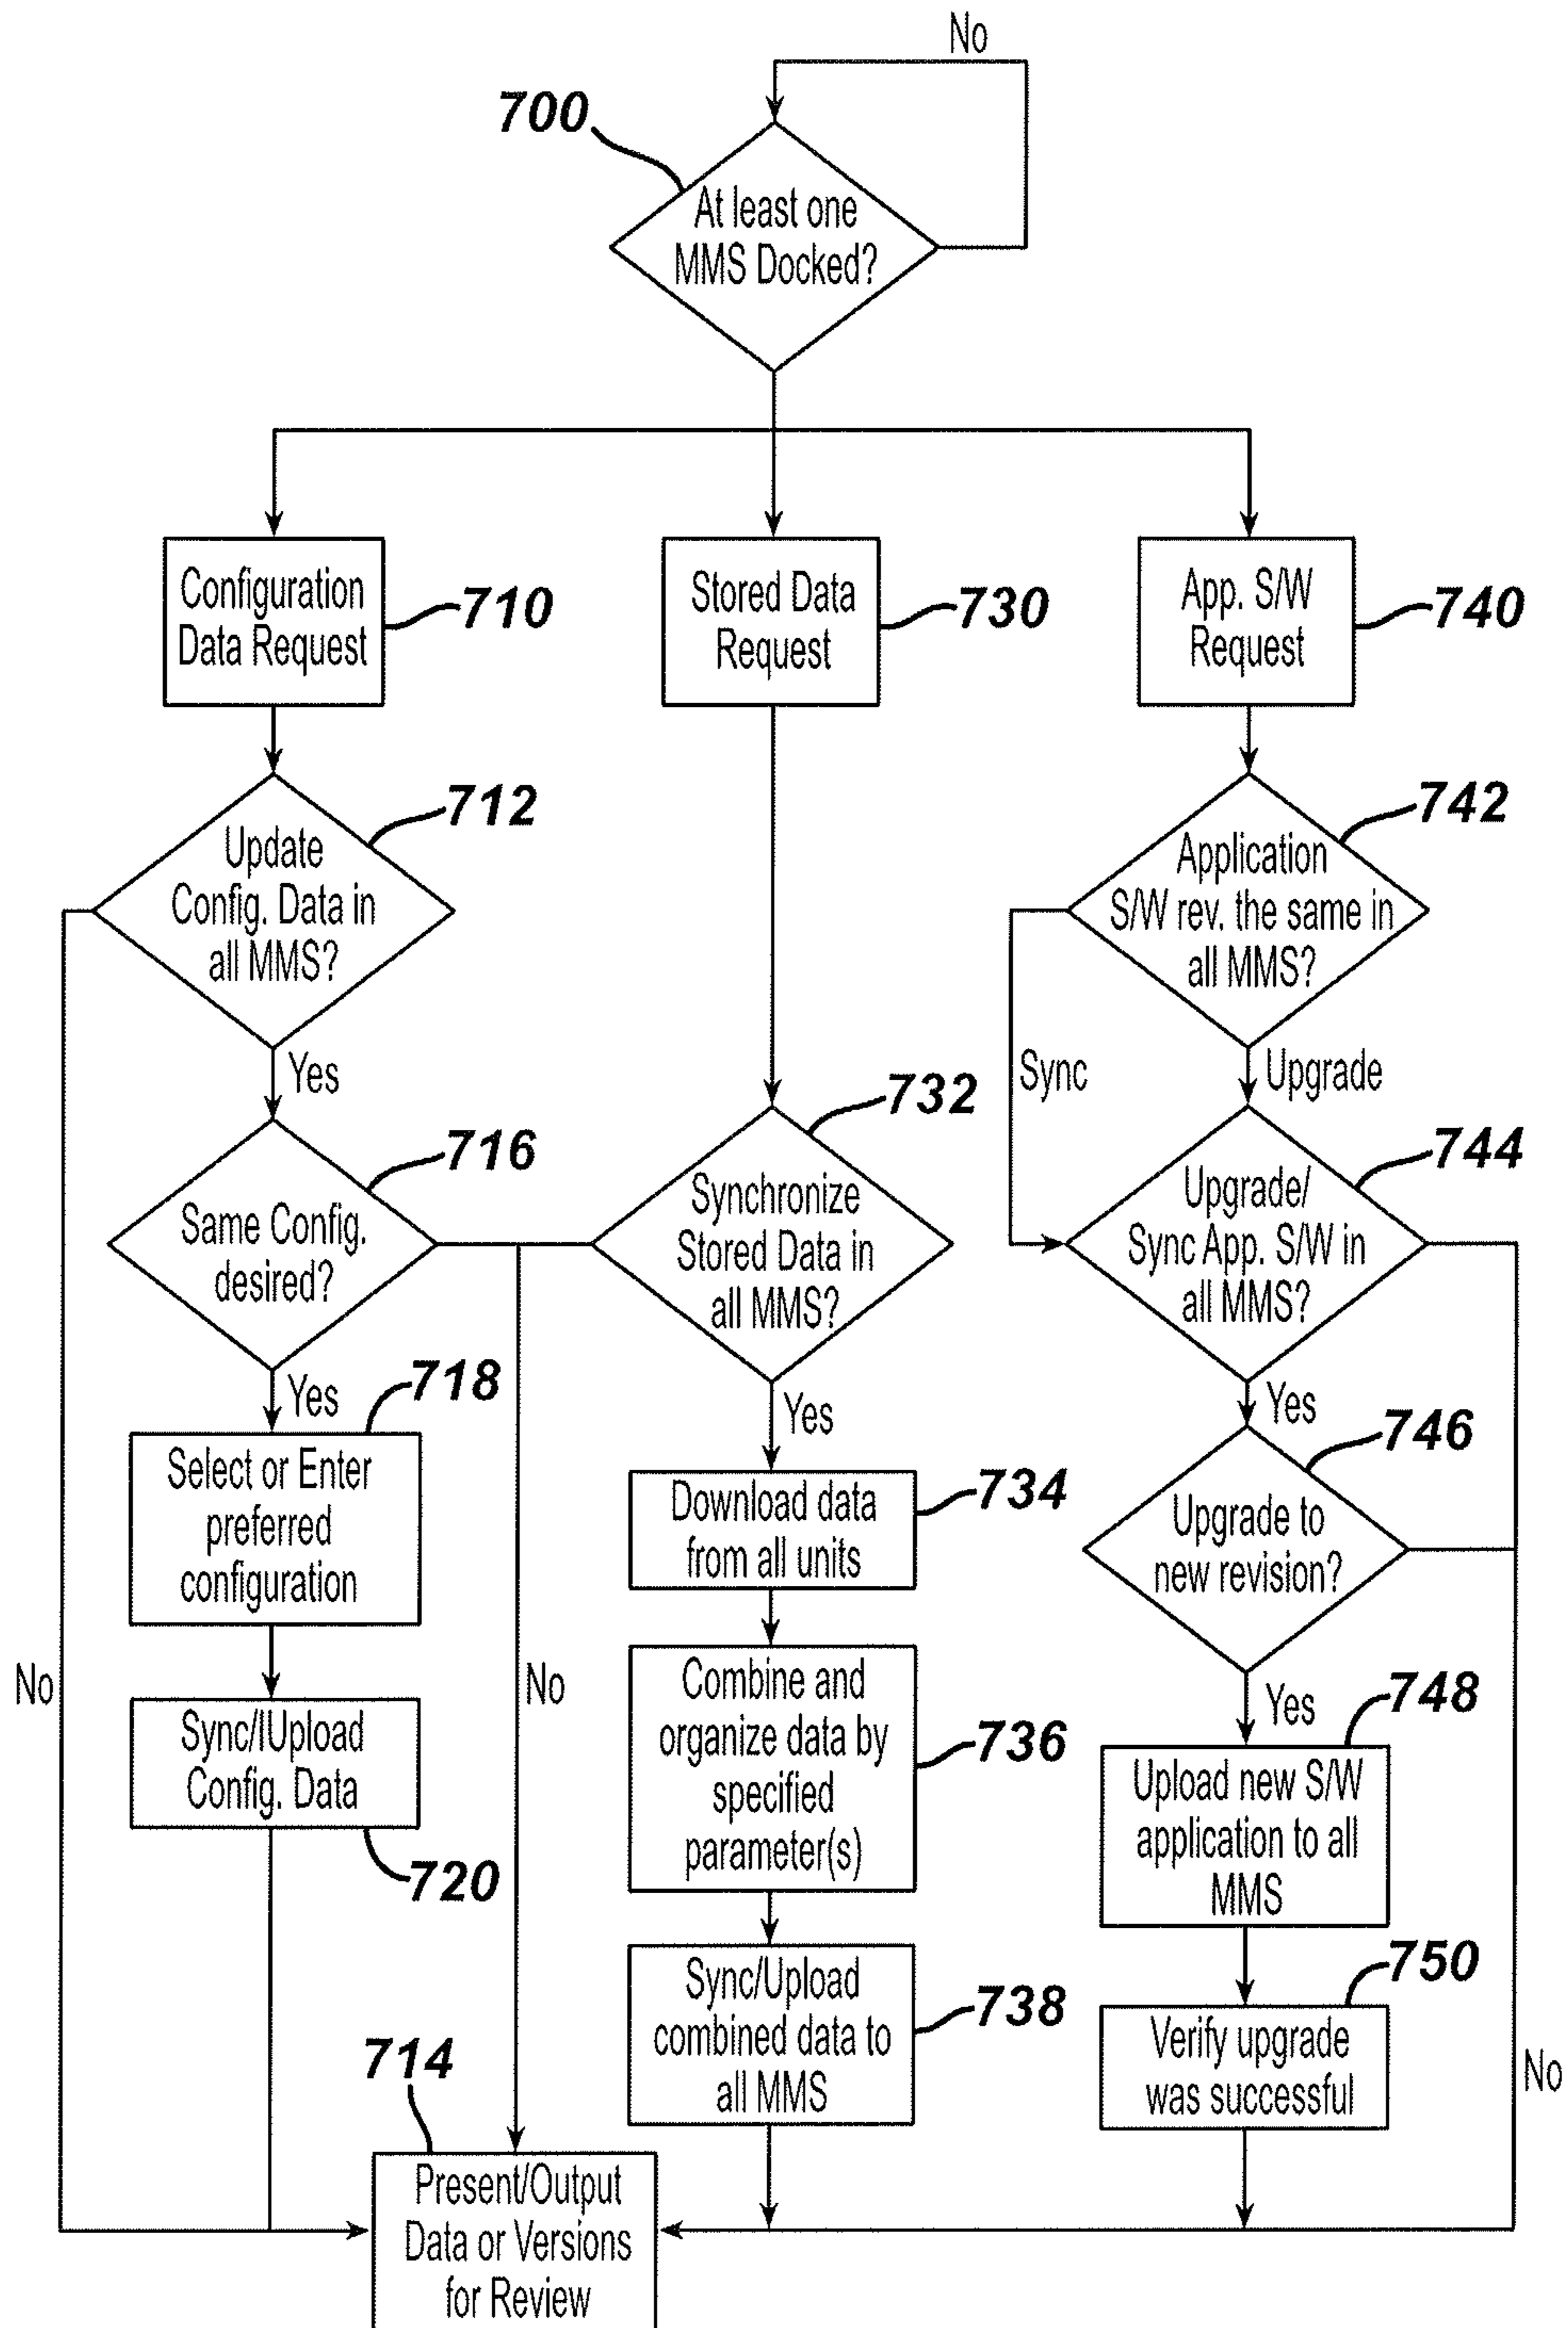 No
700
At least one
MMS Docked?
Configuration
Data Request
710
Stored Data
Request
730
App. S/W
Request
740
Update
Config. Data in
all MMS?
712
Application
S/W rev. the same in
all MMS?
742
Yes
Sync
Upgrade
Same Config.
desired?
716
Synchronize
Stored Data in
all MMS?
732
Upgrade/
Sync App. S/W in
all MMS?
744
Yes
Yes
Yes
Select or Enter
preferred
configuration
718
Download data
from all units
734
Upgrade to
new revision?
746
No
No
Yes
Sync/IUpload
Config. Data
720
Combine and
organize data by
specified
parameter(s)
736
Upload new S/W
application to all
MMS
748
Sync/Upload
combined data to
all MMS
738
Verify upgrade
was successful
750
No
714
Present/Output
Data or Versions
for Review